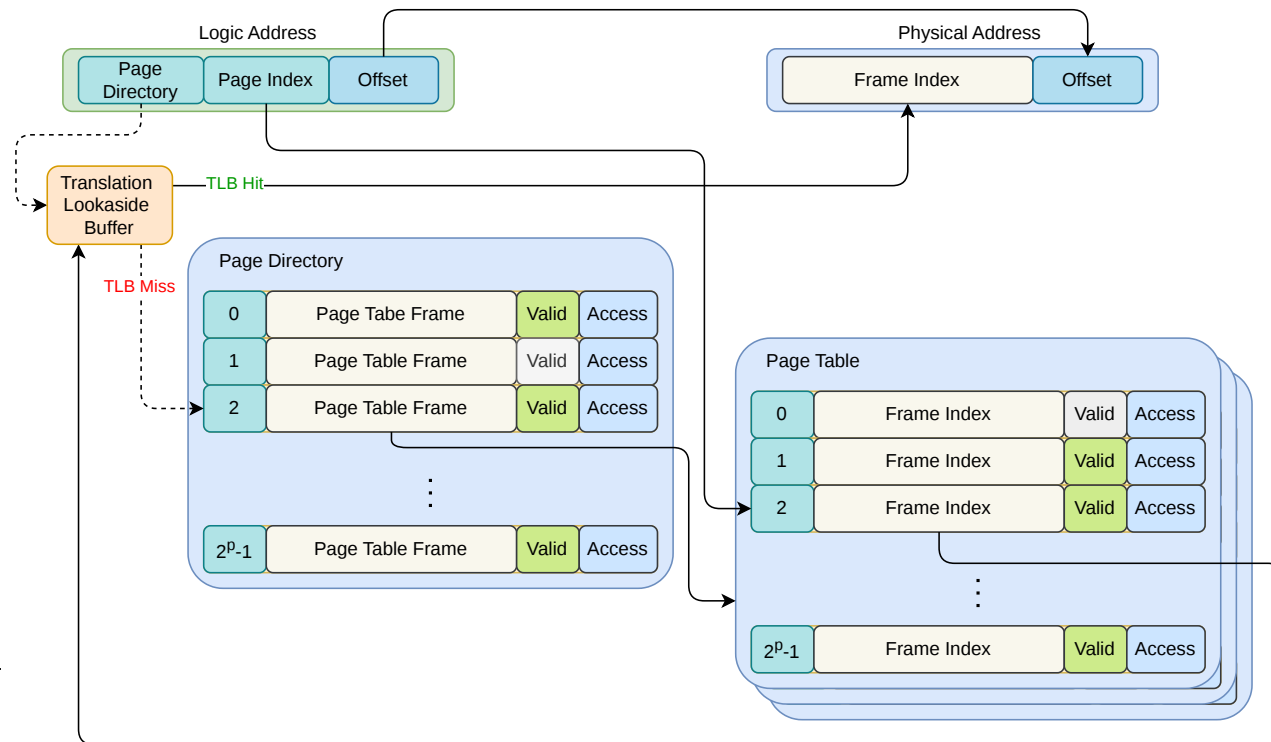 Logic Address
Physical Address
Page
Directory
Page Index
Offset
Frame Index
Offset
Translation
Lookaside
Buffer
TLB Hit
TLB Miss
Page Directory
0 Page Tabe Frame Valid Access
1 Page Table Frame Valid Access
2 Page Table Frame Valid Access
⋮
2ᵖ-1 Page Table Frame Valid Access
Page Table
0 Frame Index Valid Access
1 Frame Index Valid Access
2 Frame Index Valid Access
⋮
2ᵖ-1 Frame Index Valid Access